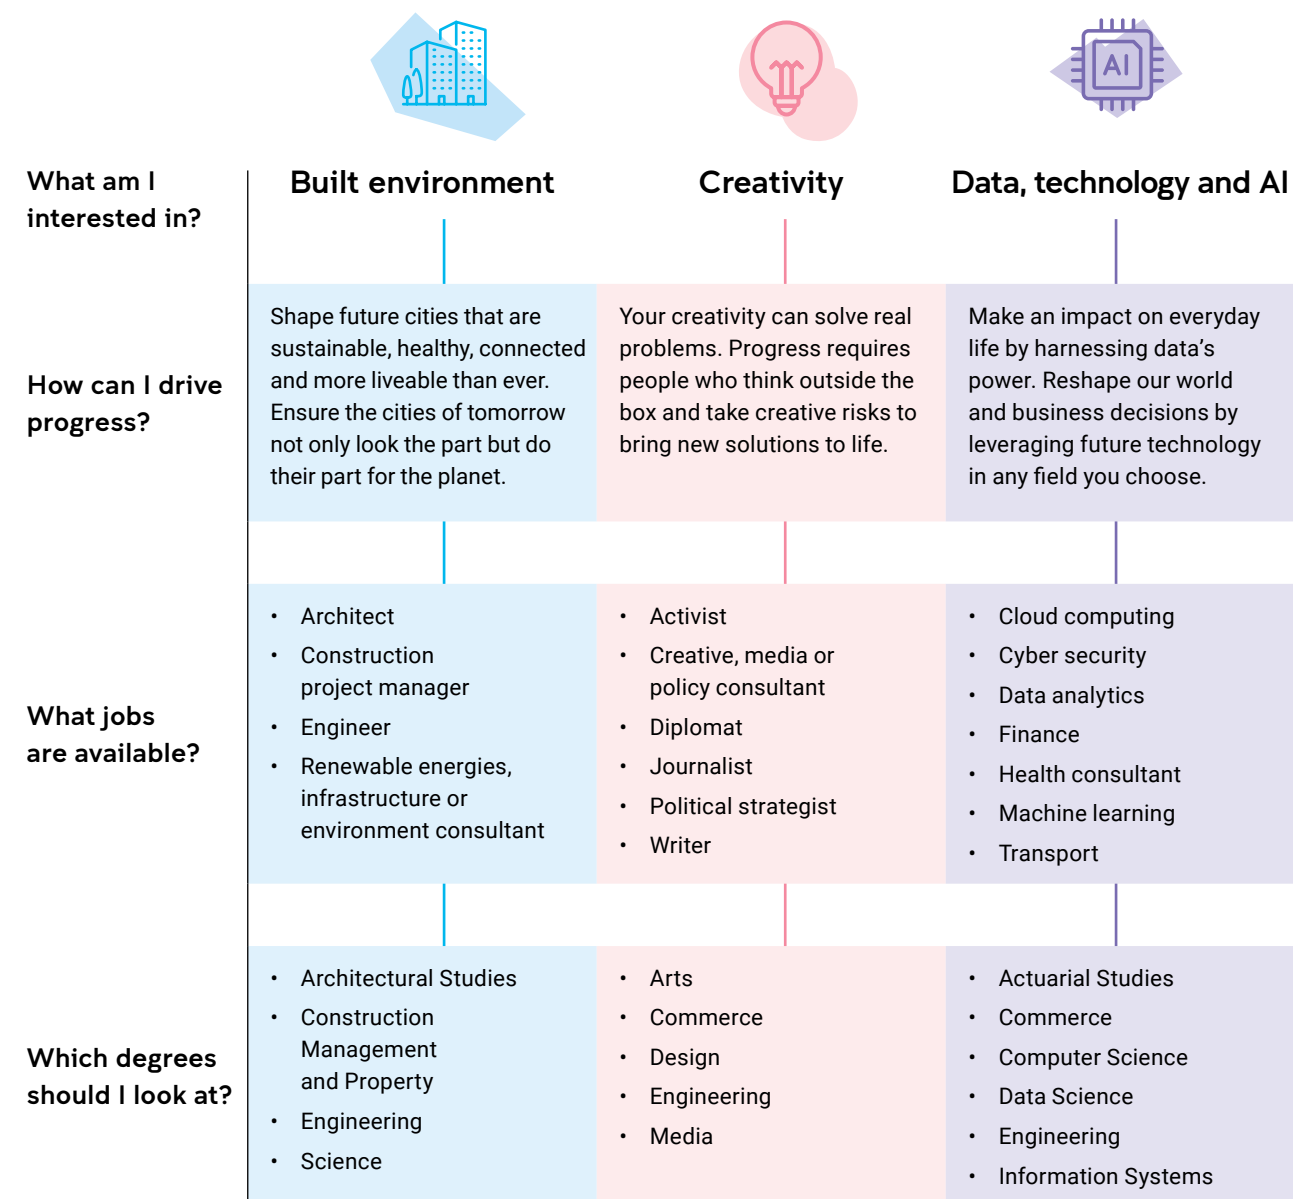 AI
What am I
interested in?
Built environment
Creativity
Data, technology and AI
How can I drive
progress?
Shape future cities that are
sustainable, healthy, connected
and more liveable than ever.
Ensure the cities of tomorrow
not only look the part but do
their part for the planet.
Your creativity can solve real
problems. Progress requires
people who think outside the
box and take creative risks to
bring new solutions to life.
Make an impact on everyday
life by harnessing data's
power. Reshape our world
and business decisions by
leveraging future technology
in any field you choose.
What jobs
are available?
• Architect
• Construction
project manager
• Engineer
• Renewable energies,
infrastructure or
environment consultant
• Activist
• Creative, media or
policy consultant
• Diplomat
• Journalist
• Political strategist
• Writer
• Cloud computing
• Cyber security
• Data analytics
• Finance
• Health consultant
• Machine learning
• Transport
Which degrees
should I look at?
• Architectural Studies
• Construction
Management
and Property
• Engineering
• Science
• Arts
• Commerce
• Design
• Engineering
• Media
• Actuarial Studies
• Commerce
• Computer Science
• Data Science
• Engineering
• Information Systems